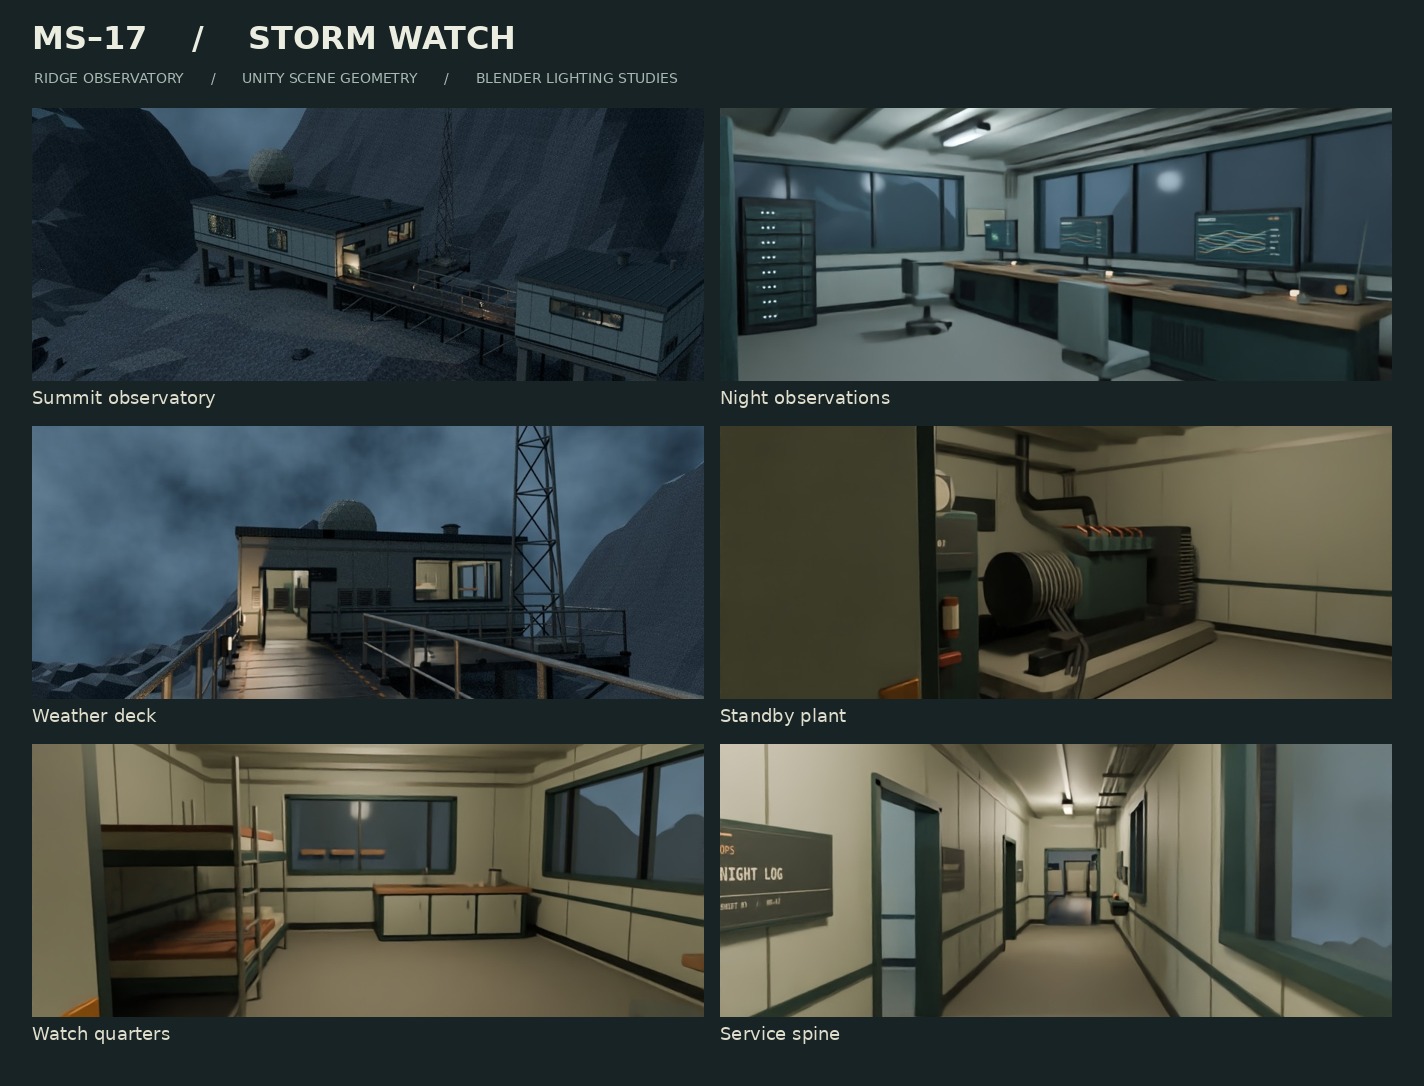 MS–17 / STORM WATCH
RIDGE OBSERVATORY / UNITY SCENE GEOMETRY / BLENDER LIGHTING STUDIES
Summit observatory
Night observations
Weather deck
Standby plant
OPS
NIGHT LOG
Watch quarters
Service spine